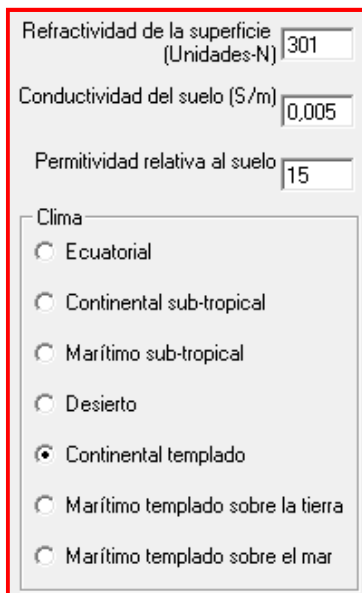 Refractividad de la superficie
(Unidades-N) 301
Conductividad del suelo (S/m) 0,005
Permitividad relativa al suelo 15
Clima
Ecuatorial
Continental sub-tropical
Marítimo sub-tropical
Desierto
Continental templado
Marítimo templado sobre la tierra
Marítimo templado sobre el mar